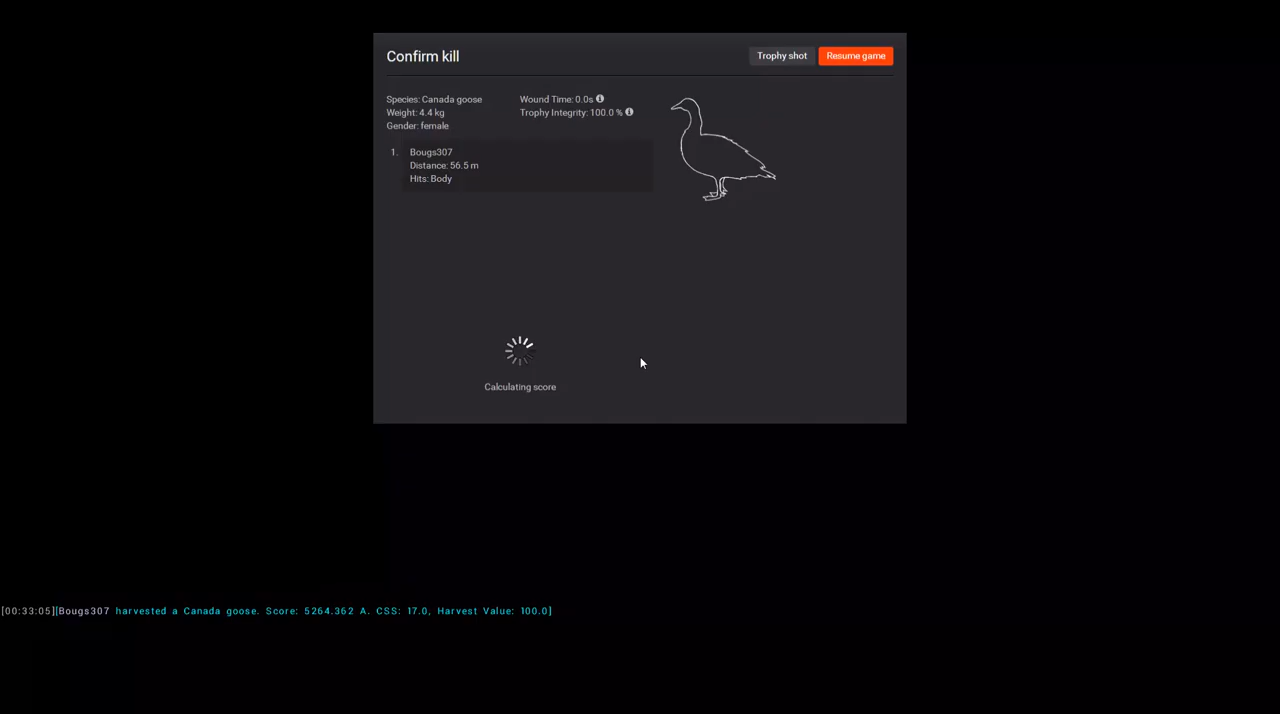 Confirm kill
Trophy shot
Resume game
Species: Canada goose
Weight: 4.4 kg
Gender: female
Wound Time: 0.0s
Trophy Integrity: 100.0 %
1.
Bougs307
Distance: 56.5 m
Hits: Body
Calculating score
[00:33:05][Bougs307 harvested a Canada goose. Score: 5264.362 A. CSS: 17.0, Harvest Value: 100.0]